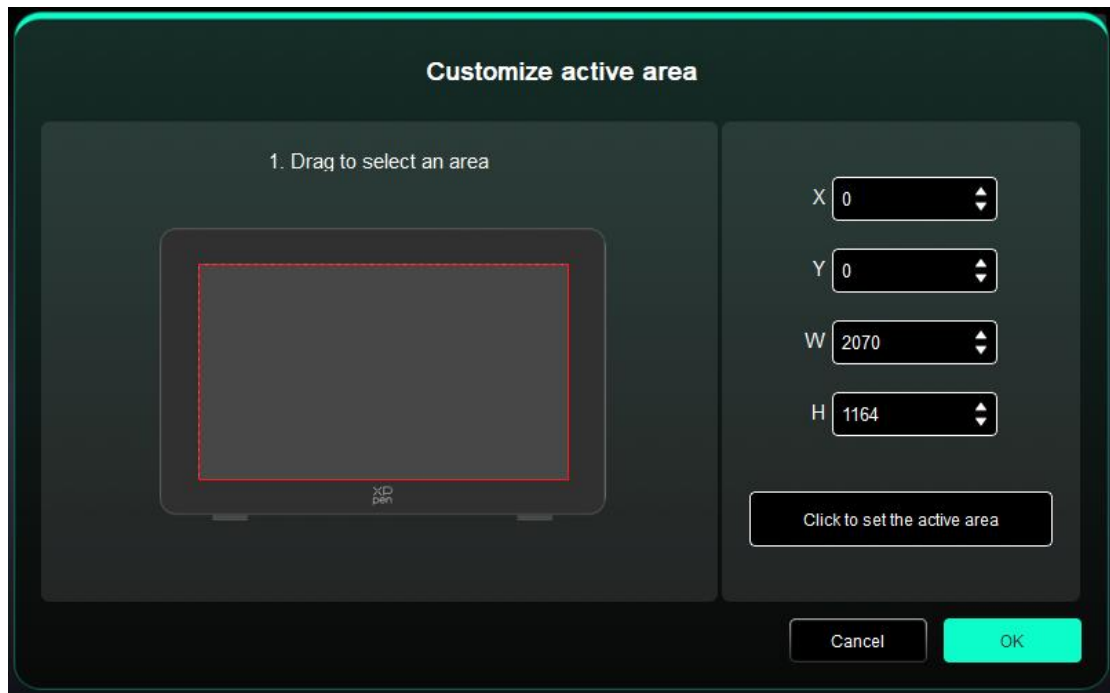 Customize active area
1. Drag to select an area
XP
pen
X 0
Y 0
W 2070
H 1164
Click to set the active area
Cancel
OK